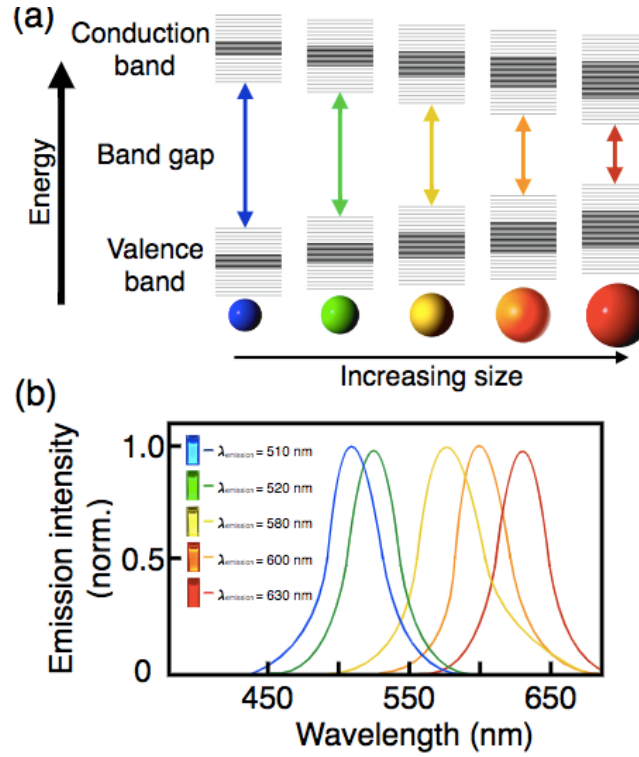 (a)
Conduction
band
Energy
Band gap
Valence
band
Increasing size
(b)
Emission intensity
(norm.)
1.0
0.5
0
λemission = 510 nm
λemission = 520 nm
λemission = 580 nm
λemission = 600 nm
λemission = 630 nm
450
550
650
Wavelength (nm)